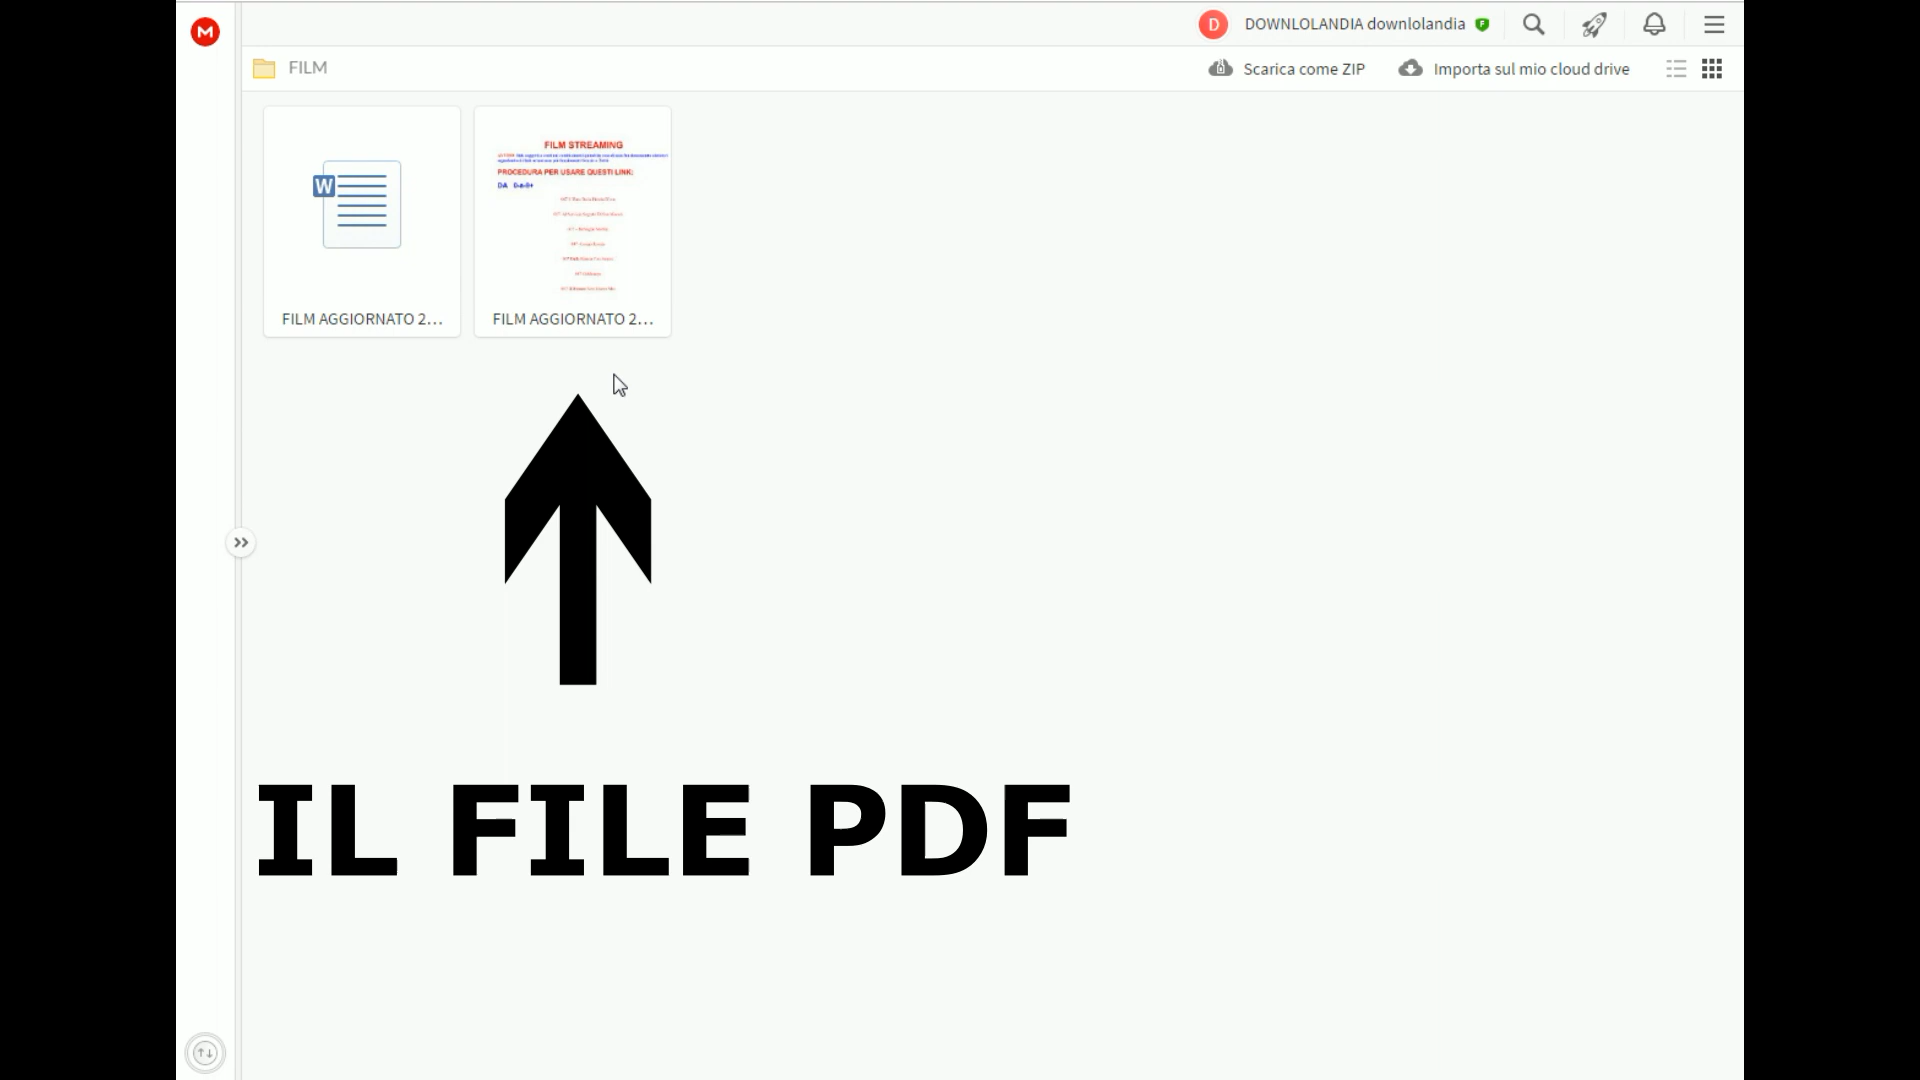 M
D DOWNLOLANDIA downlolandia F
FILM
Scarica come ZIP
Importa sul mio cloud drive
W
FILM STREAMING
PROCEDURA PER USARE QUESTI LINK:
DA
FILM AGGIORNATO 2...
FILM AGGIORNATO 2...
IL FILE PDF